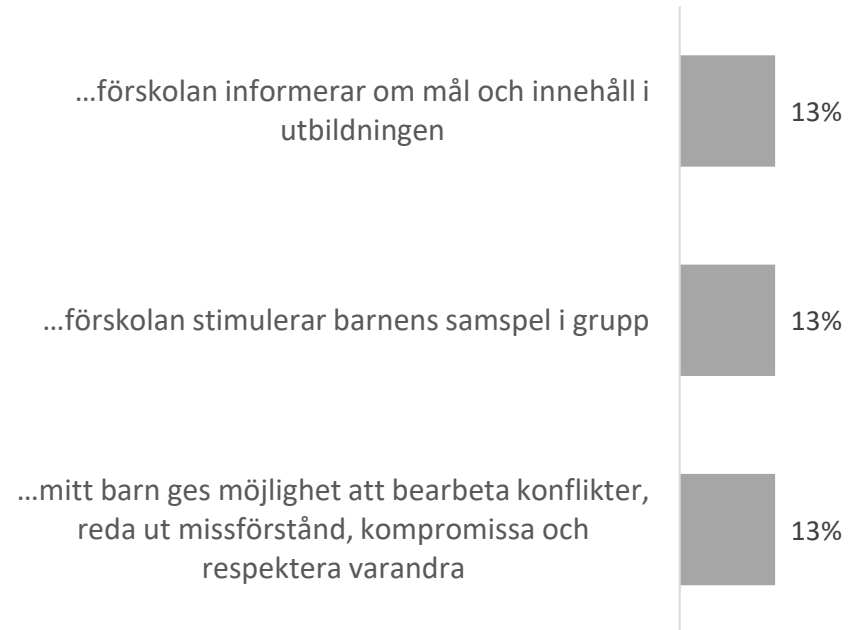 …förskolan informerar om mål och innehåll i
utbildningen
13%
…förskolan stimulerar barnens samspel i grupp
13%
…mitt barn ges möjlighet att bearbeta konflikter,
reda ut missförstånd, kompromissa och
respektera varandra
13%